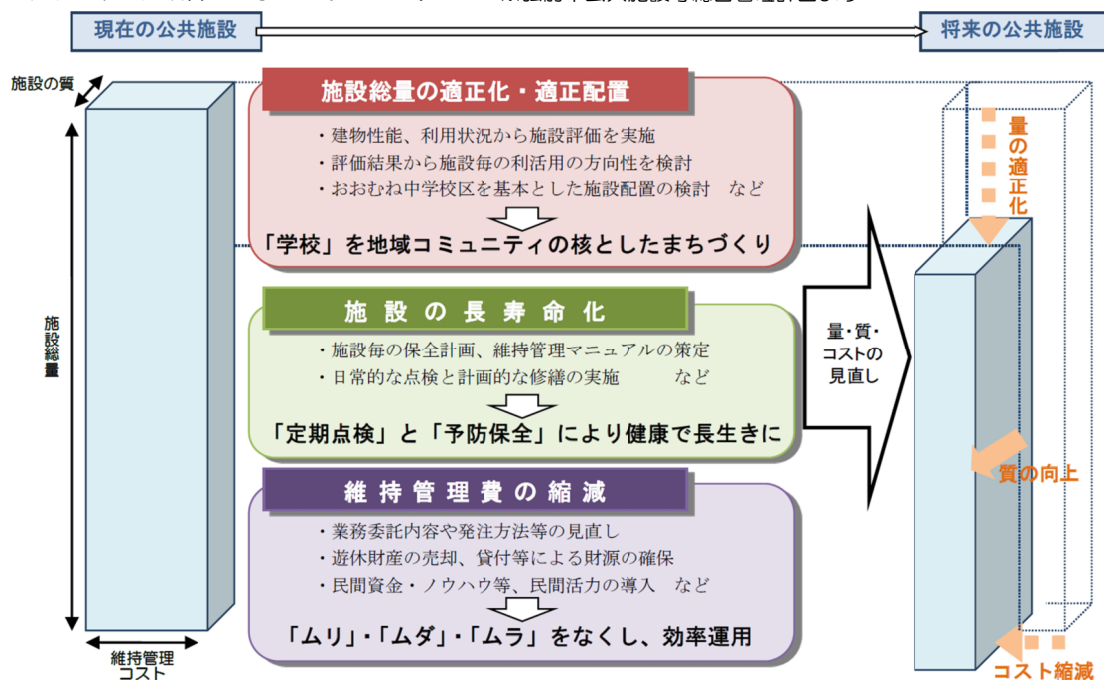 現在の公共施設
将来の公共施設
施設の質
施設総量
維持管理
コスト
施設総量の適正化・適正配置
・建物性能、利用状況から施設評価を実施
・評価結果から施設毎の利活用の方向性を検討
・おおむね中学校区を基本とした施設配置の検討　など
「学校」を地域コミュニティの核としたまちづくり
施設の長寿命化
・施設毎の保全計画、維持管理マニュアルの策定
・日常的な点検と計画的な修繕の実施　　　など
「定期点検」と「予防保全」により健康で長生きに
維持管理費の縮減
・業務委託内容や発注方法等の見直し
・遊休財産の売却、貸付等による財源の確保
・民間資金・ノウハウ等、民間活力の導入　など
「ムリ」・「ムダ」・「ムラ」をなくし、効率運用
量・質・
コストの
見直し
量の適正化
質の向上
コスト縮減